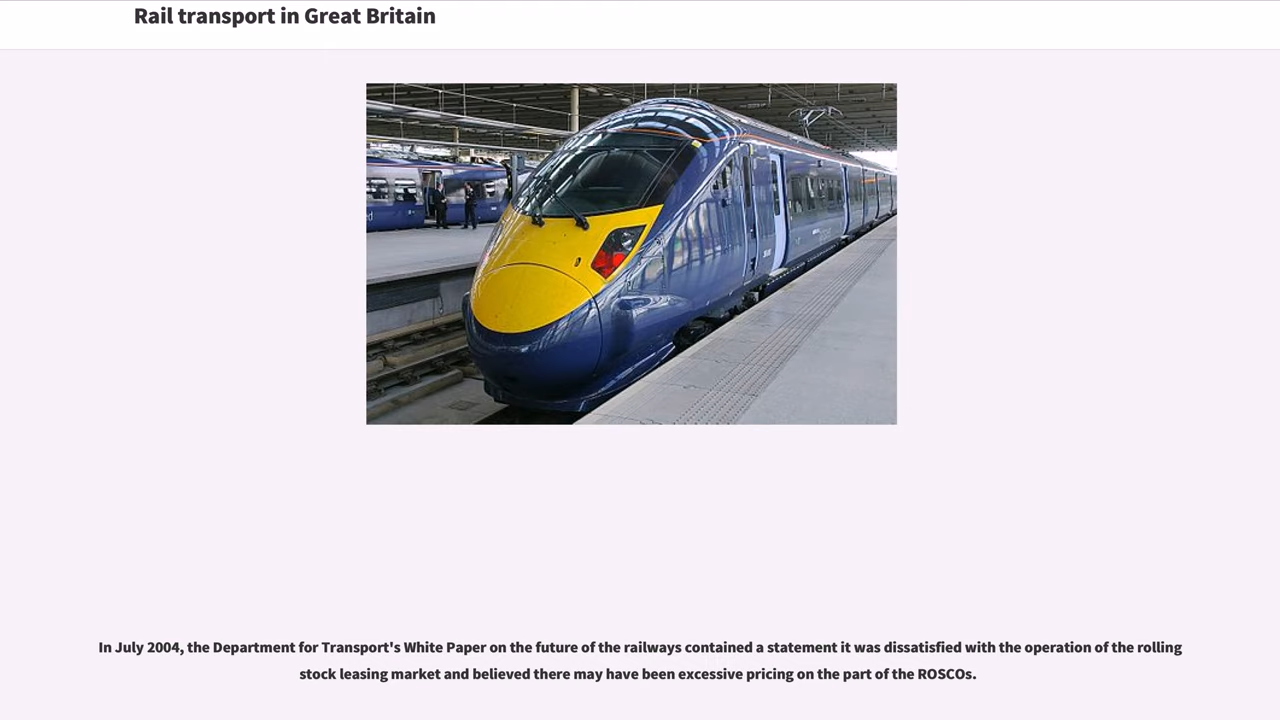 Rail transport in Great Britain
In July 2004, the Department for Transport's White Paper on the future of the railways contained a statement it was dissatisfied with the operation of the rolling
stock leasing market and believed there may have been excessive pricing on the part of the ROSCOs.